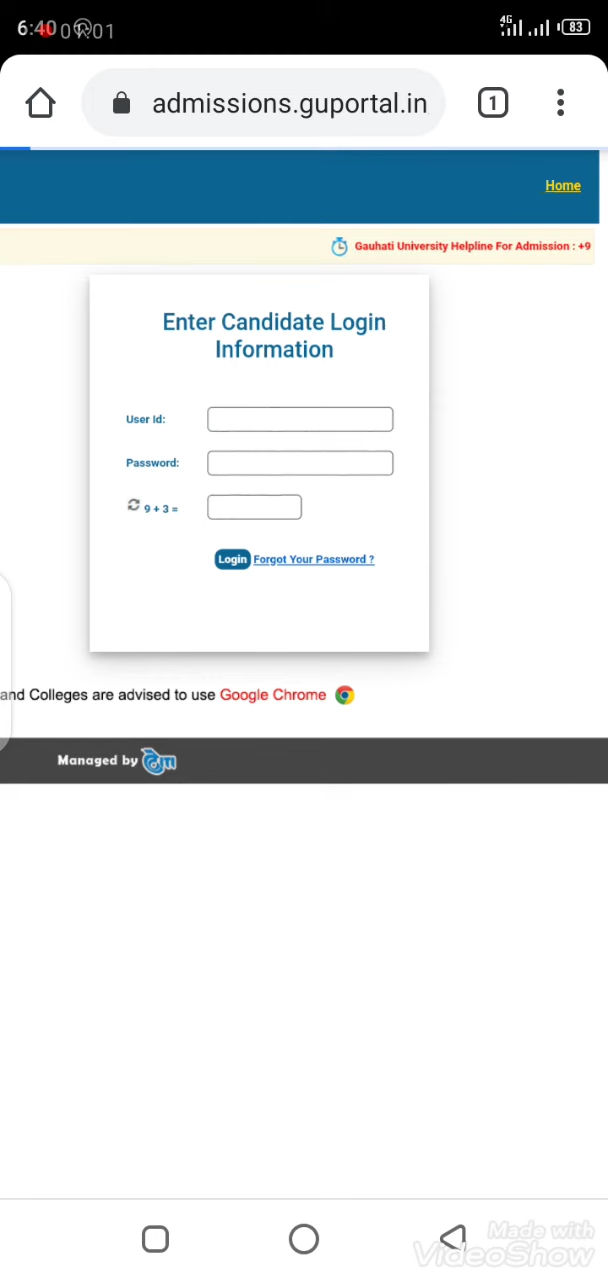 6:40
01:01
4G
83
admissions.guportal.in
1
Home
Gauhati University Helpline For Admission : +9
Enter Candidate Login
Information
User Id:
Password:
9 + 3 =
Login Forgot Your Password ?
and Colleges are advised to use Google Chrome
Managed by
Made with
VideoShow